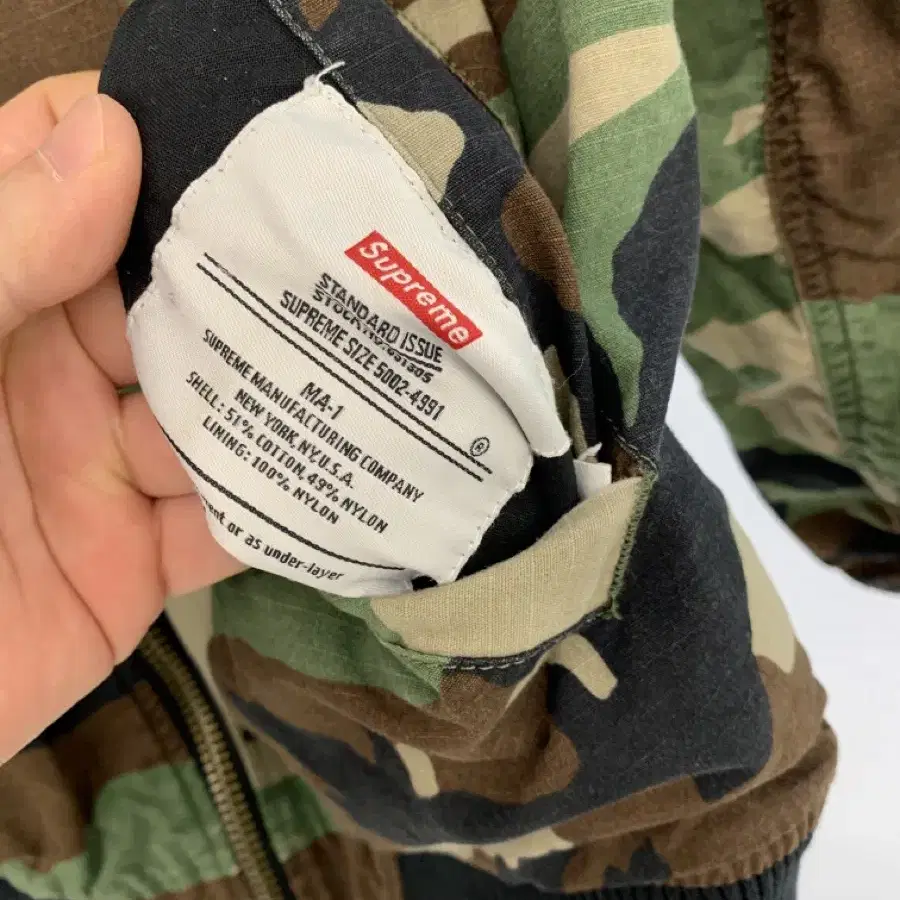 Supreme
STANDARD ISSUE
SUPREME SIZE 5002-4991
MA-1
®
SUPREME MANUFACTURING COMPANY
NEW YORK, NY. U.S.A.
SHELL: 51% COTTON, 49% NYLON
LINING: 100% NYLON
or as under-layer